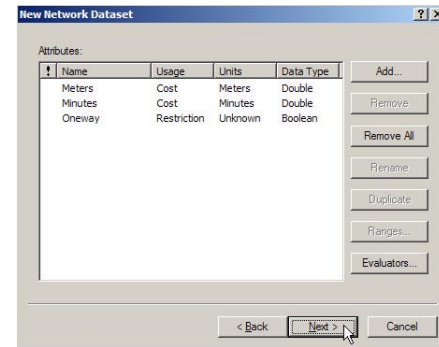 New Network Dataset
Attributes:
! Name Usage Units Data Type
Meters Cost Meters Double
Minutes Cost Minutes Double
Oneway Restriction Unknown Boolean
Add...
Remove
Remove All
Rename
Duplicate
Ranges...
Evaluators...
< Back Next > Cancel